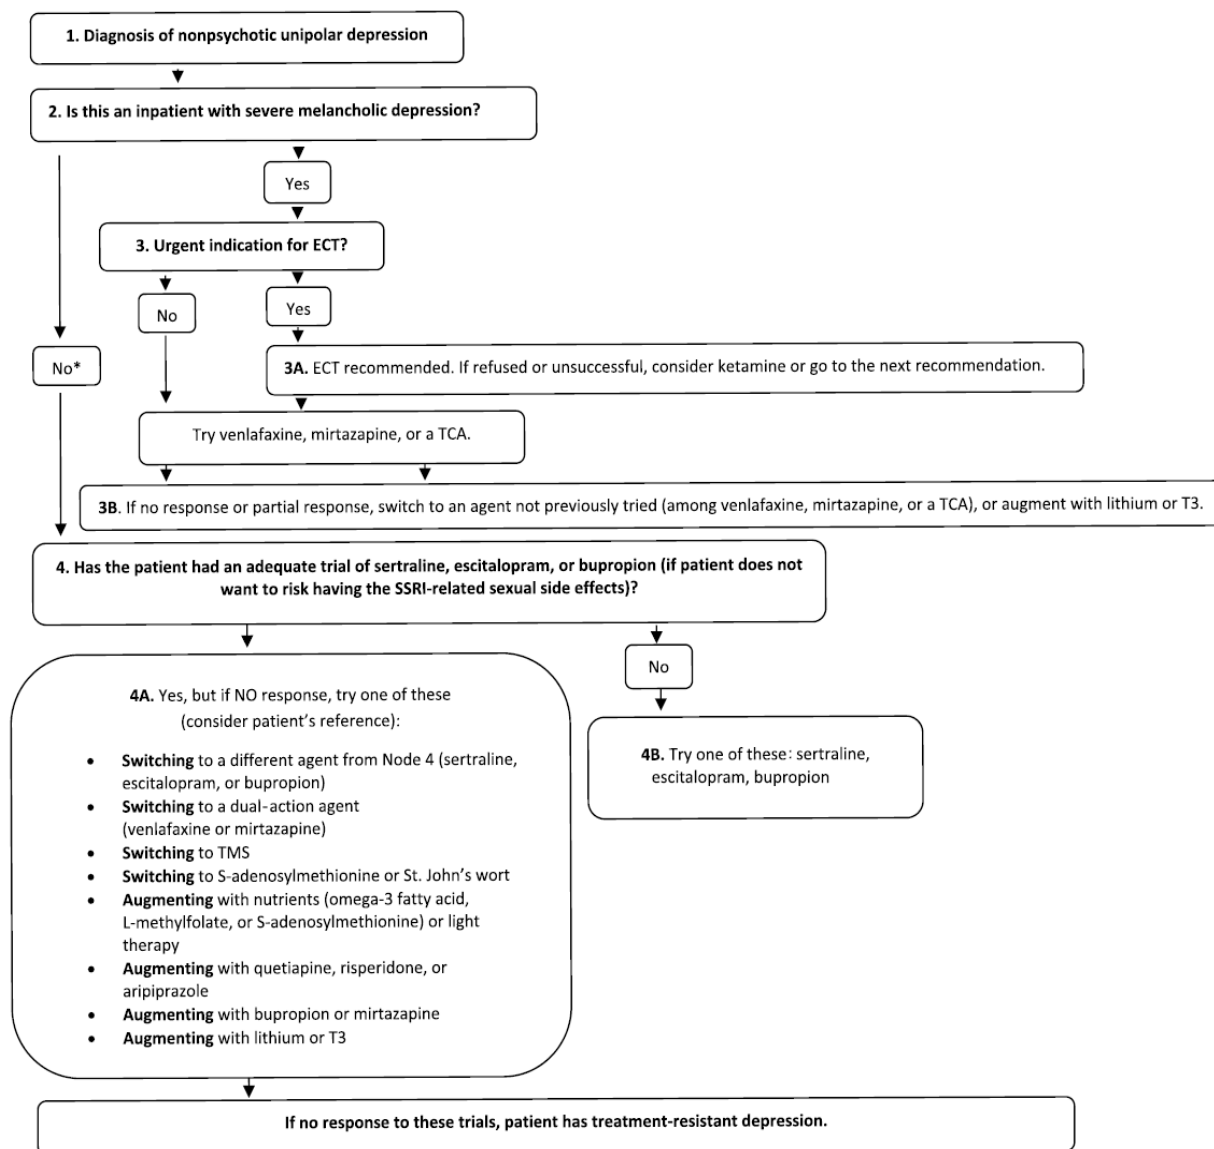 1. Diagnosis of nonpsychotic unipolar depression
2. Is this an inpatient with severe melancholic depression?
Yes
3. Urgent indication for ECT?
No
Yes
No*
3A. ECT recommended. If refused or unsuccessful, consider ketamine or go to the next recommendation.
Try venlafaxine, mirtazapine, or a TCA.
3B. If no response or partial response, switch to an agent not previously tried (among venlafaxine, mirtazapine, or a TCA), or augment with lithium or T3.
4. Has the patient had an adequate trial of sertraline, escitalopram, or bupropion (if patient does not
want to risk having the SSRI-related sexual side effects)?
No
4A. Yes, but if NO response, try one of these
(consider patient's reference):
• Switching to a different agent from Node 4 (sertraline,
escitalopram, or bupropion)
• Switching to a dual-action agent
(venlafaxine or mirtazapine)
• Switching to TMS
• Switching to S-adenosylmethionine or St. John's wort
• Augmenting with nutrients (omega-3 fatty acid,
L-methylfolate, or S-adenosylmethionine) or light
therapy
• Augmenting with quetiapine, risperidone, or
aripiprazole
• Augmenting with bupropion or mirtazapine
• Augmenting with lithium or T3
4B. Try one of these: sertraline,
escitalopram, bupropion
If no response to these trials, patient has treatment-resistant depression.